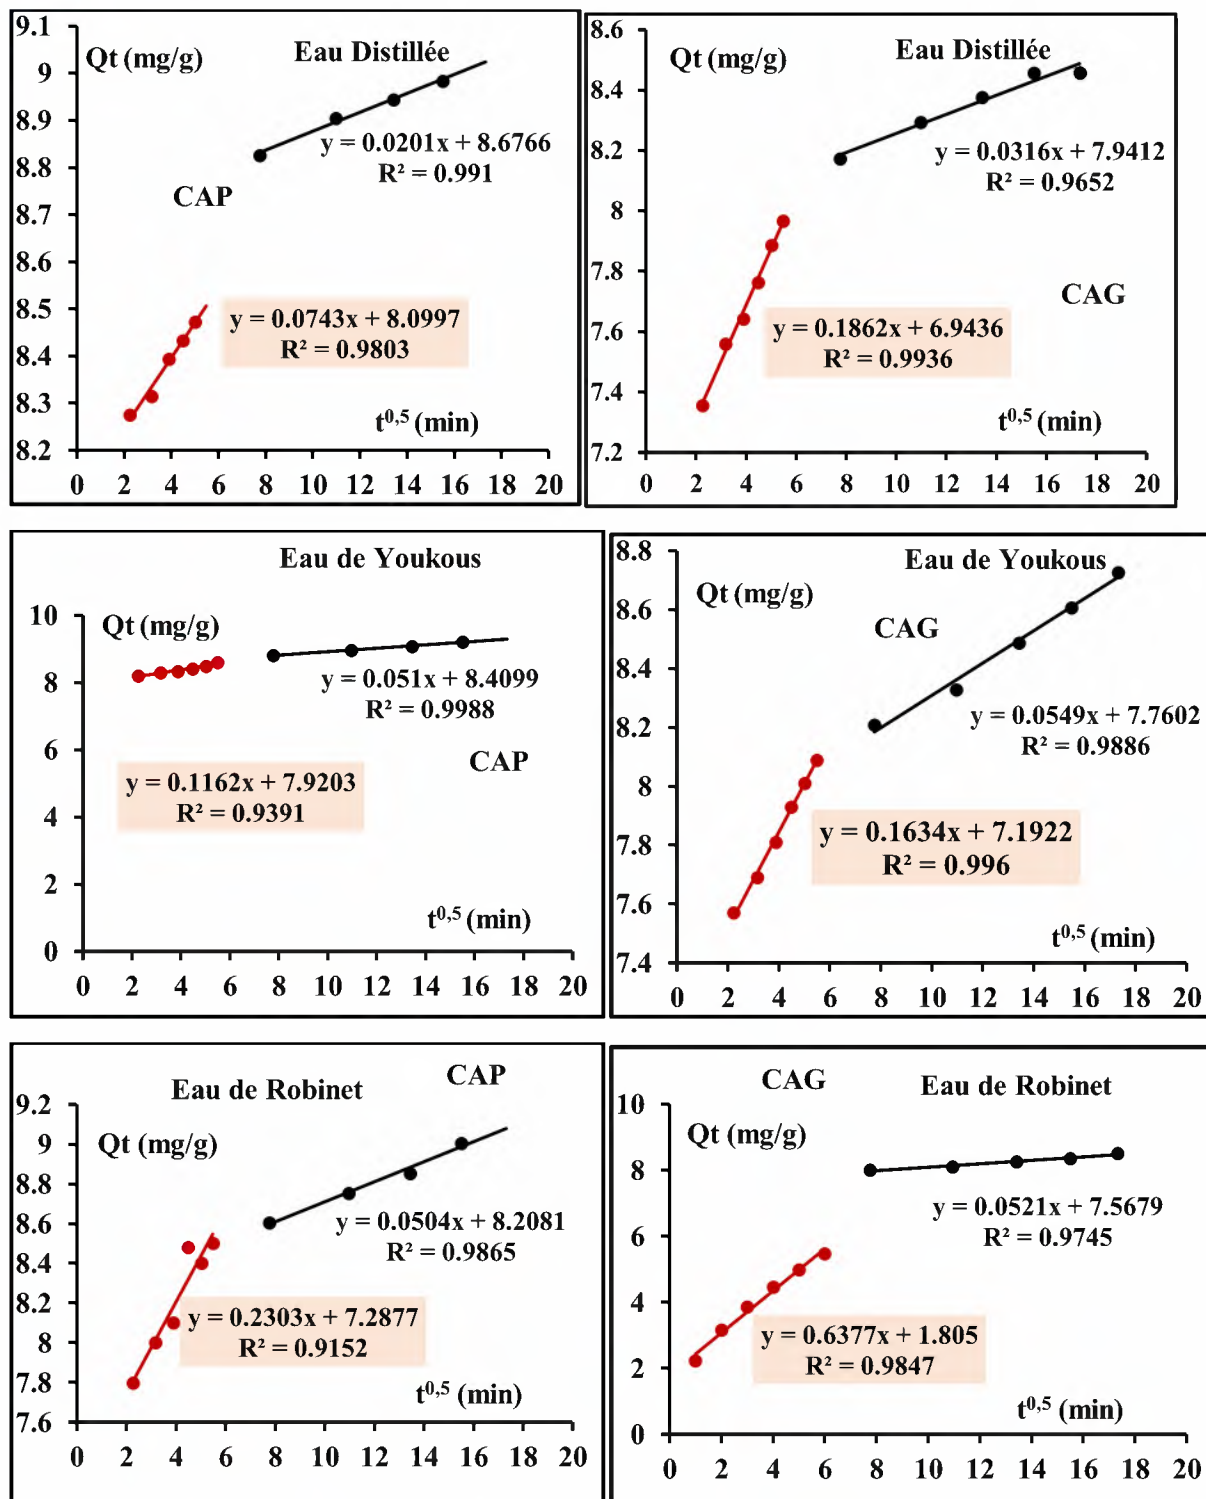 Eau Distillée
Qt (mg/g)
9.1
9
8.9
8.8
8.7
8.6
8.5
8.4
8.3
8.2
y = 0.0201x + 8.6766
R² = 0.991
CAP
y = 0.0743x + 8.0997
R² = 0.9803
t⁰,⁵ (min)
0 2 4 6 8 10 12 14 16 18 20
Eau Distillée
Qt (mg/g)
8.6
8.4
8.2
8
7.8
7.6
7.4
7.2
y = 0.0316x + 7.9412
R² = 0.9652
CAG
y = 0.1862x + 6.9436
R² = 0.9936
t⁰,⁵ (min)
0 2 4 6 8 10 12 14 16 18 20
Eau de Youkous
Qt (mg/g)
10
8
6
4
2
0
y = 0.051x + 8.4099
R² = 0.9988
CAP
y = 0.1162x + 7.9203
R² = 0.9391
t⁰,⁵ (min)
0 2 4 6 8 10 12 14 16 18 20
Eau de Youkous
Qt (mg/g)
CAG
8.8
8.6
8.4
8.2
8
7.8
7.6
7.4
y = 0.0549x + 7.7602
R² = 0.9886
y = 0.1634x + 7.1922
R² = 0.996
t⁰,⁵ (min)
0 2 4 6 8 10 12 14 16 18 20
CAP
Eau de Robinet
Qt (mg/g)
9.2
9
8.8
8.6
8.4
8.2
8
7.8
7.6
y = 0.0504x + 8.2081
R² = 0.9865
y = 0.2303x + 7.2877
R² = 0.9152
t⁰,⁵ (min)
0 2 4 6 8 10 12 14 16 18 20
CAG
Eau de Robinet
Qt (mg/g)
10
8
6
4
2
0
y = 0.0521x + 7.5679
R² = 0.9745
y = 0.6377x + 1.805
R² = 0.9847
t⁰,⁵ (min)
0 2 4 6 8 10 12 14 16 18 20